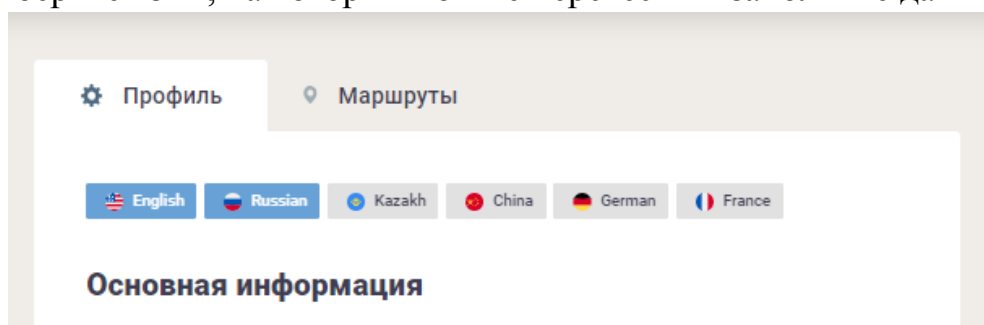 Профиль Маршруты
English Russian Kazakh China German France
Основная информация